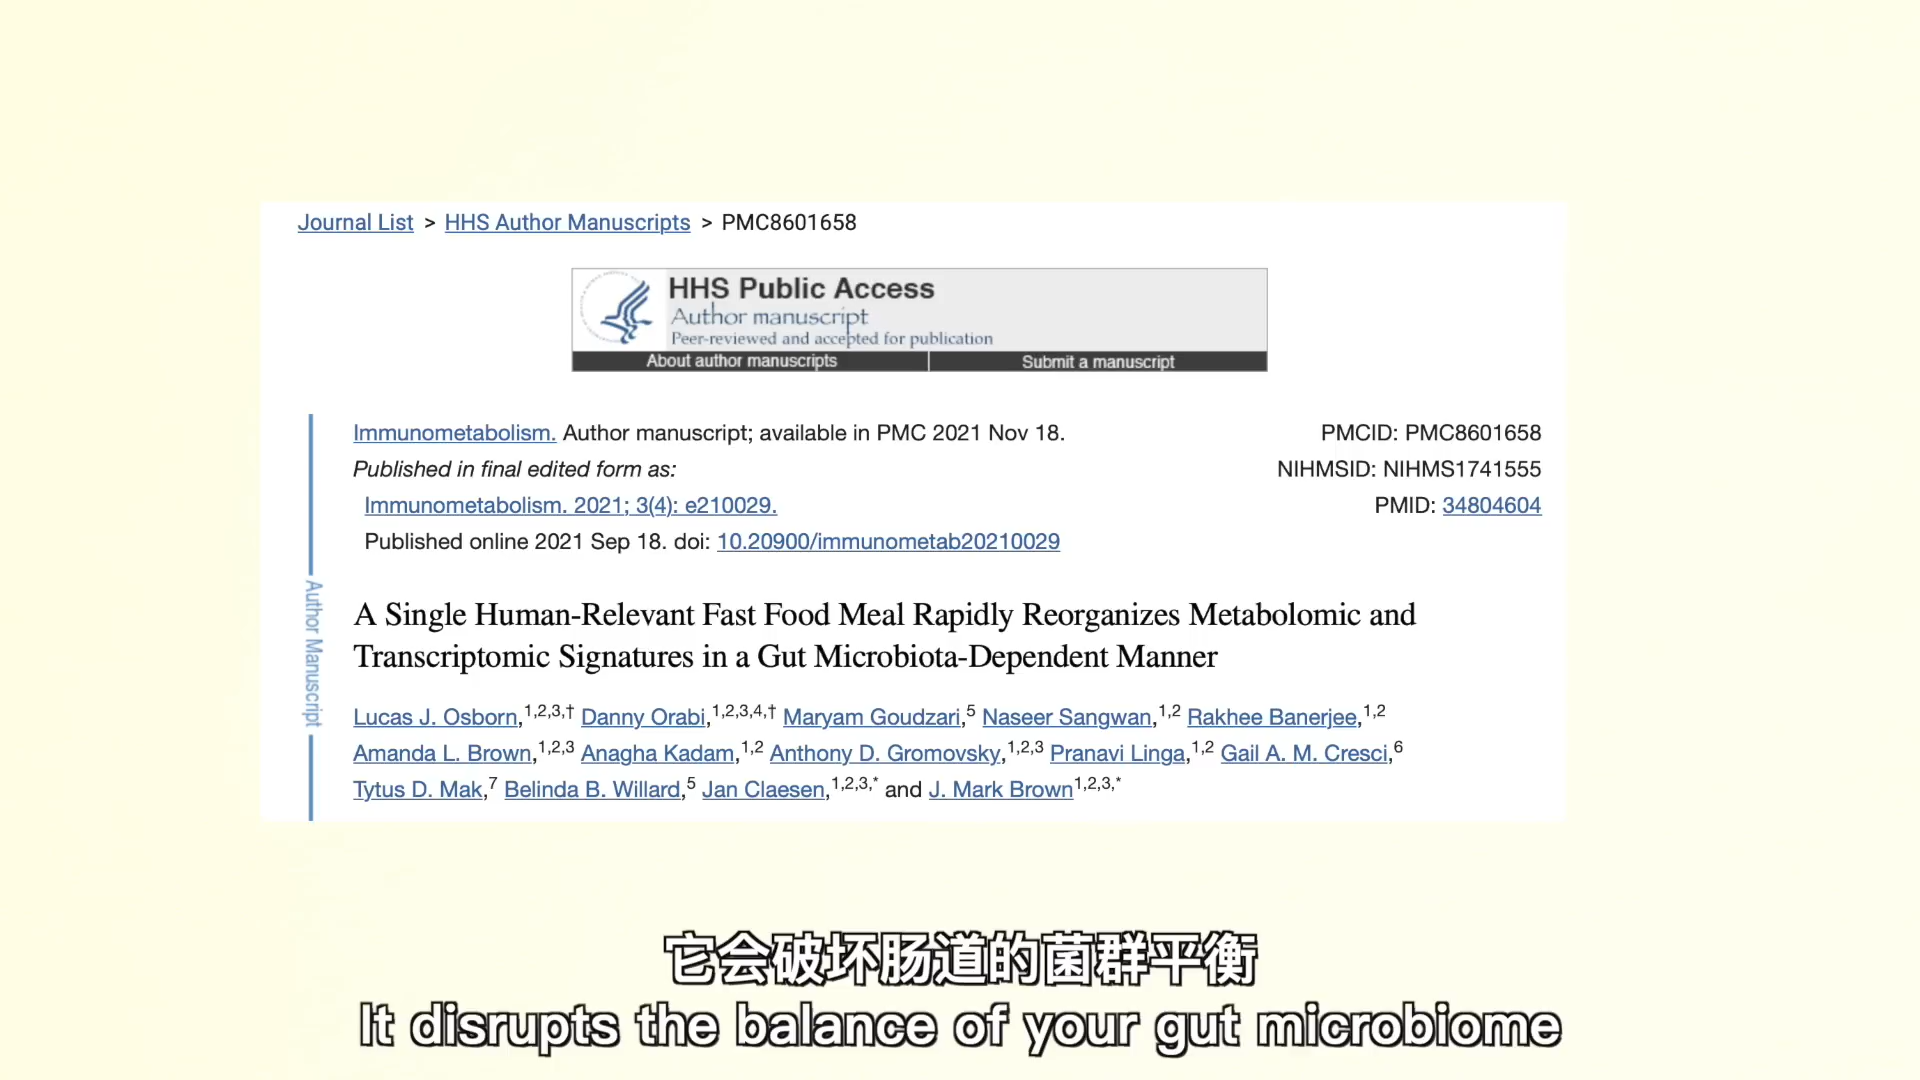 Journal List > HHS Author Manuscripts > PMC8601658
HHS Public Access
Author manuscript
Peer-reviewed and accepted for publication
About author manuscripts
Submit a manuscript
Immunometabolism. Author manuscript; available in PMC 2021 Nov 18.
Published in final edited form as:
Immunometabolism. 2021; 3(4): e210029.
Published online 2021 Sep 18. doi: 10.20900/immunometab20210029
PMCID: PMC8601658
NIHMSID: NIHMS1741555
PMID: 34804604
Author Manuscript
A Single Human-Relevant Fast Food Meal Rapidly Reorganizes Metabolomic and
Transcriptomic Signatures in a Gut Microbiota-Dependent Manner
Lucas J. Osborn,1,2,3,† Danny Orabi,1,2,3,4,† Maryam Goudzari,5 Naseer Sangwan,1,2 Rakhee Banerjee,1,2
Amanda L. Brown,1,2,3 Anagha Kadam,1,2 Anthony D. Gromovsky,1,2,3 Pranavi Linga,1,2 Gail A. M. Cresci,6
Tytus D. Mak,7 Belinda B. Willard,5 Jan Claesen,1,2,3,* and J. Mark Brown1,2,3,*
它会破坏肠道的菌群平衡
It disrupts the balance of your gut microbiome